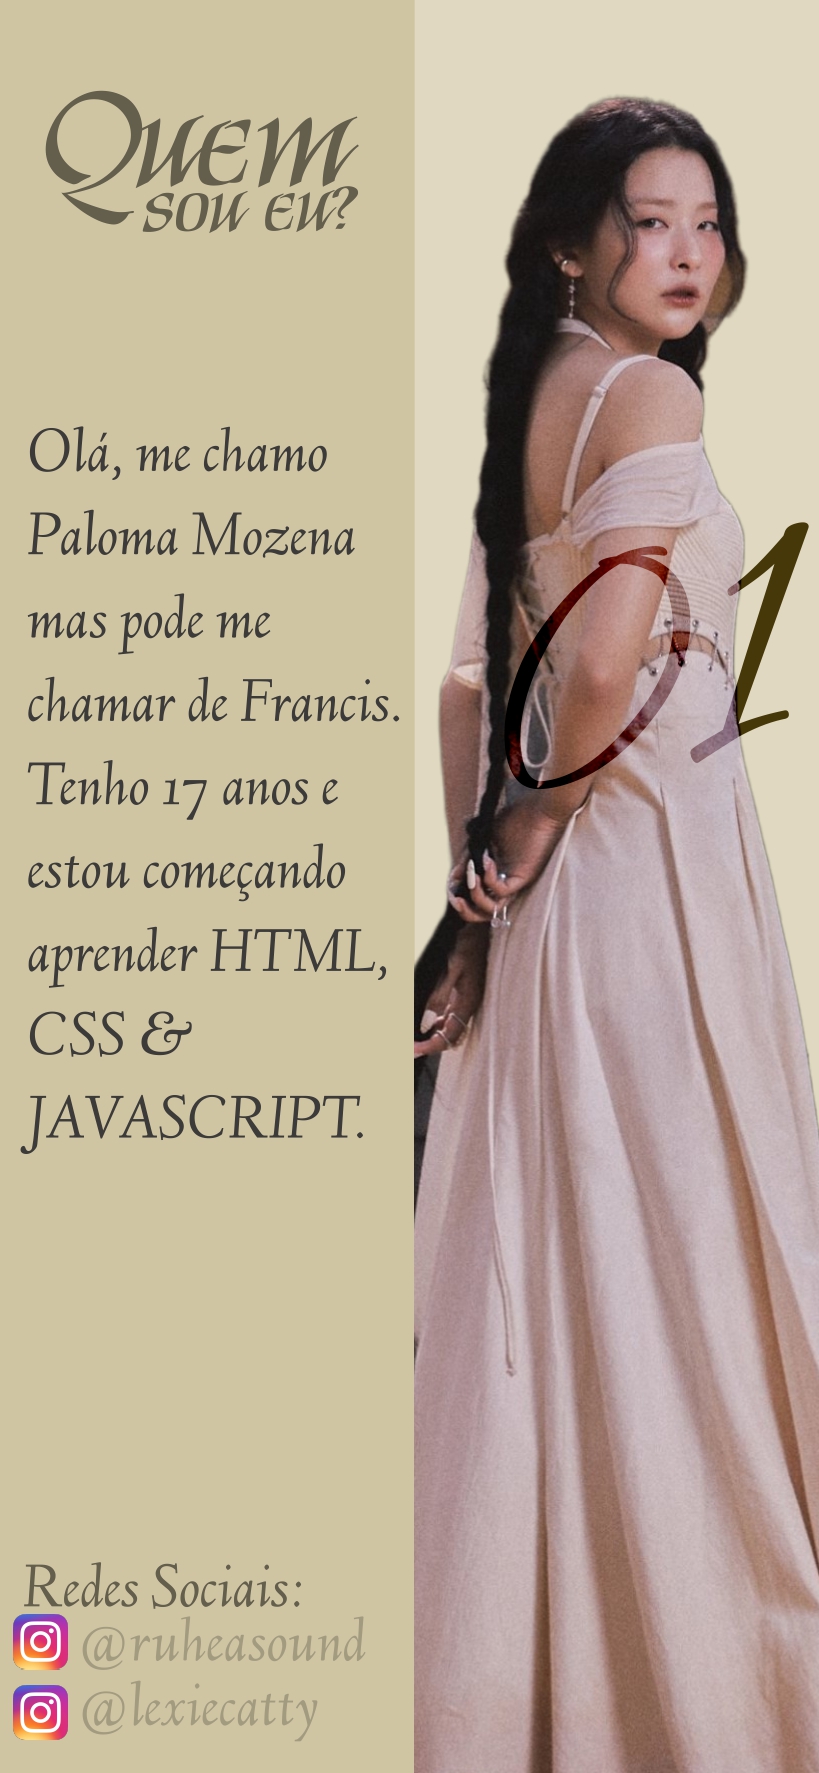 Quem
sou eu?
Olá, me chamo
Paloma Mozena
mas pode me
chamar de Francis.
Tenho 17 anos e
estou começando
aprender HTML,
CSS &
JAVASCRIPT.
01
Redes Sociais:
@ruheasound
@lexiecatty